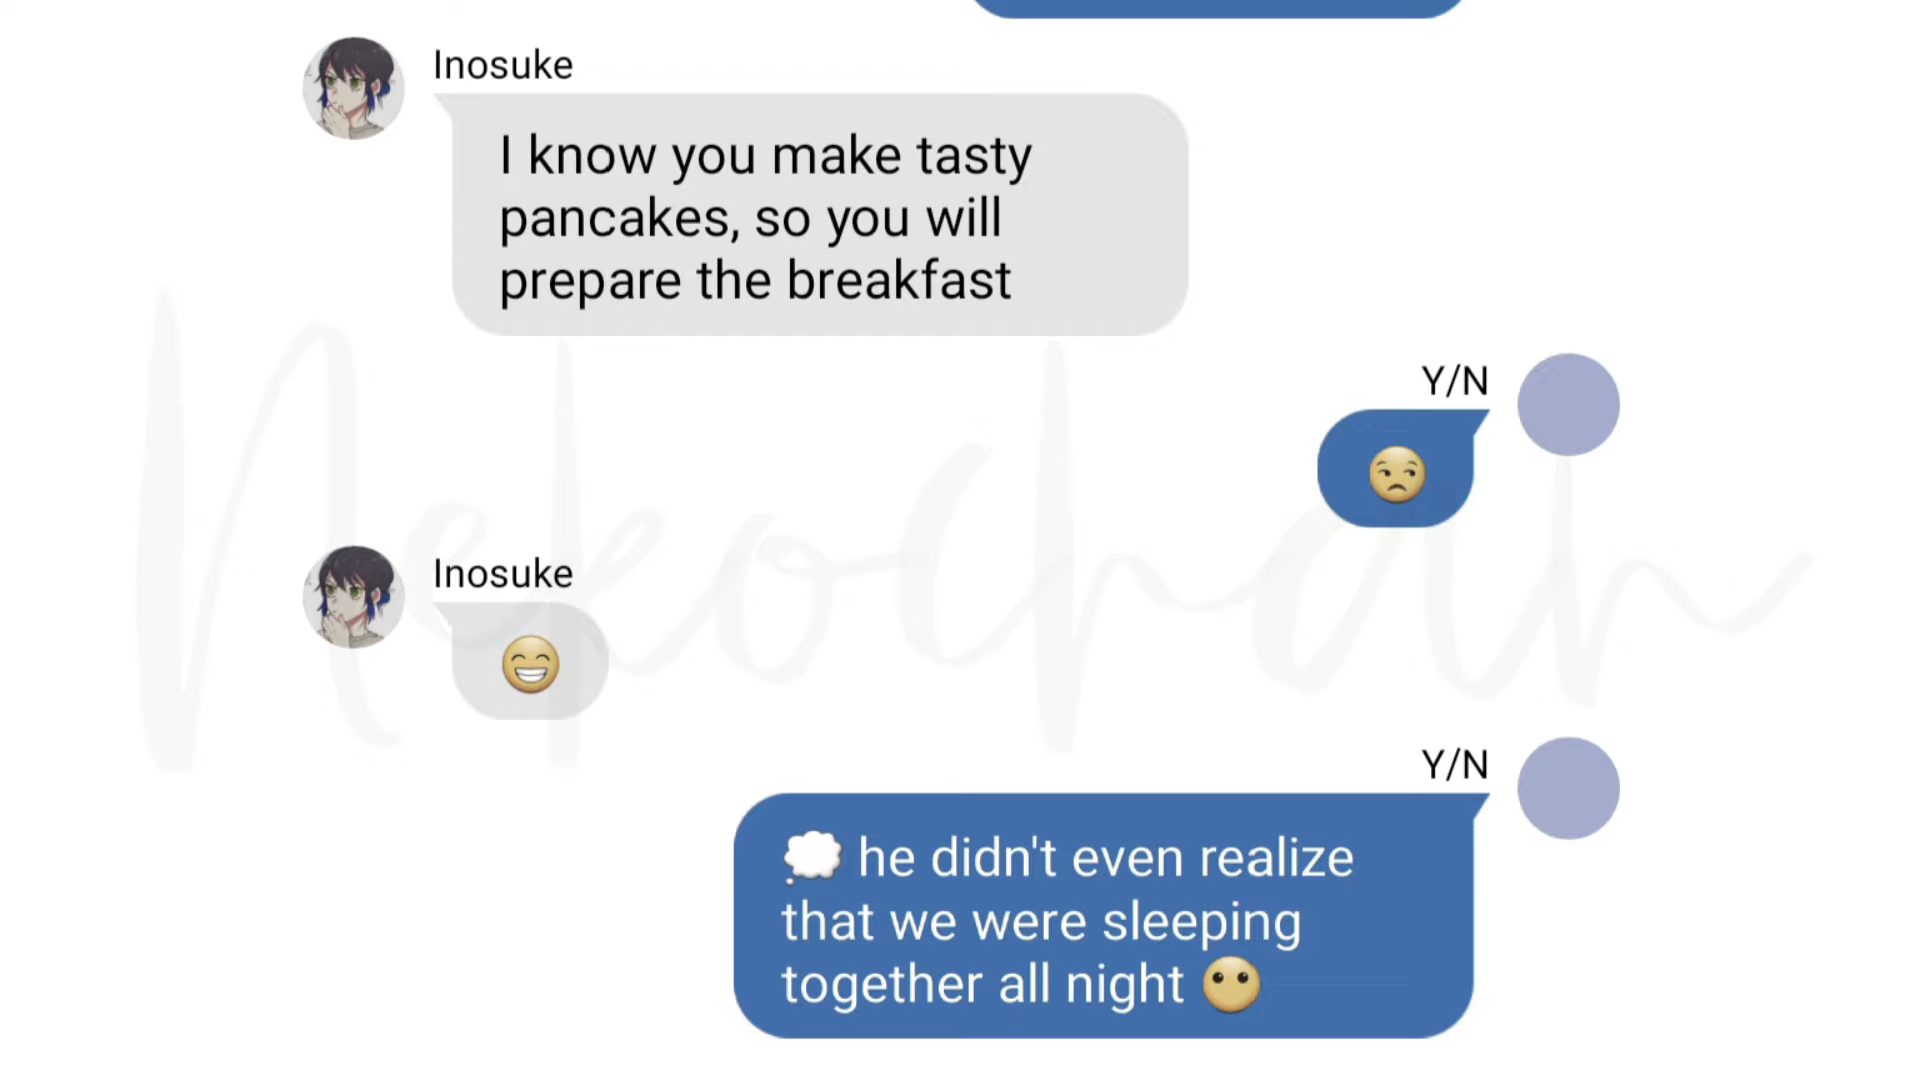 Inosuke
I know you make tasty
pancakes, so you will
prepare the breakfast
Y/N
😒
Inosuke
😁
Y/N
💭 he didn't even realize
that we were sleeping
together all night 😶
Nekochan